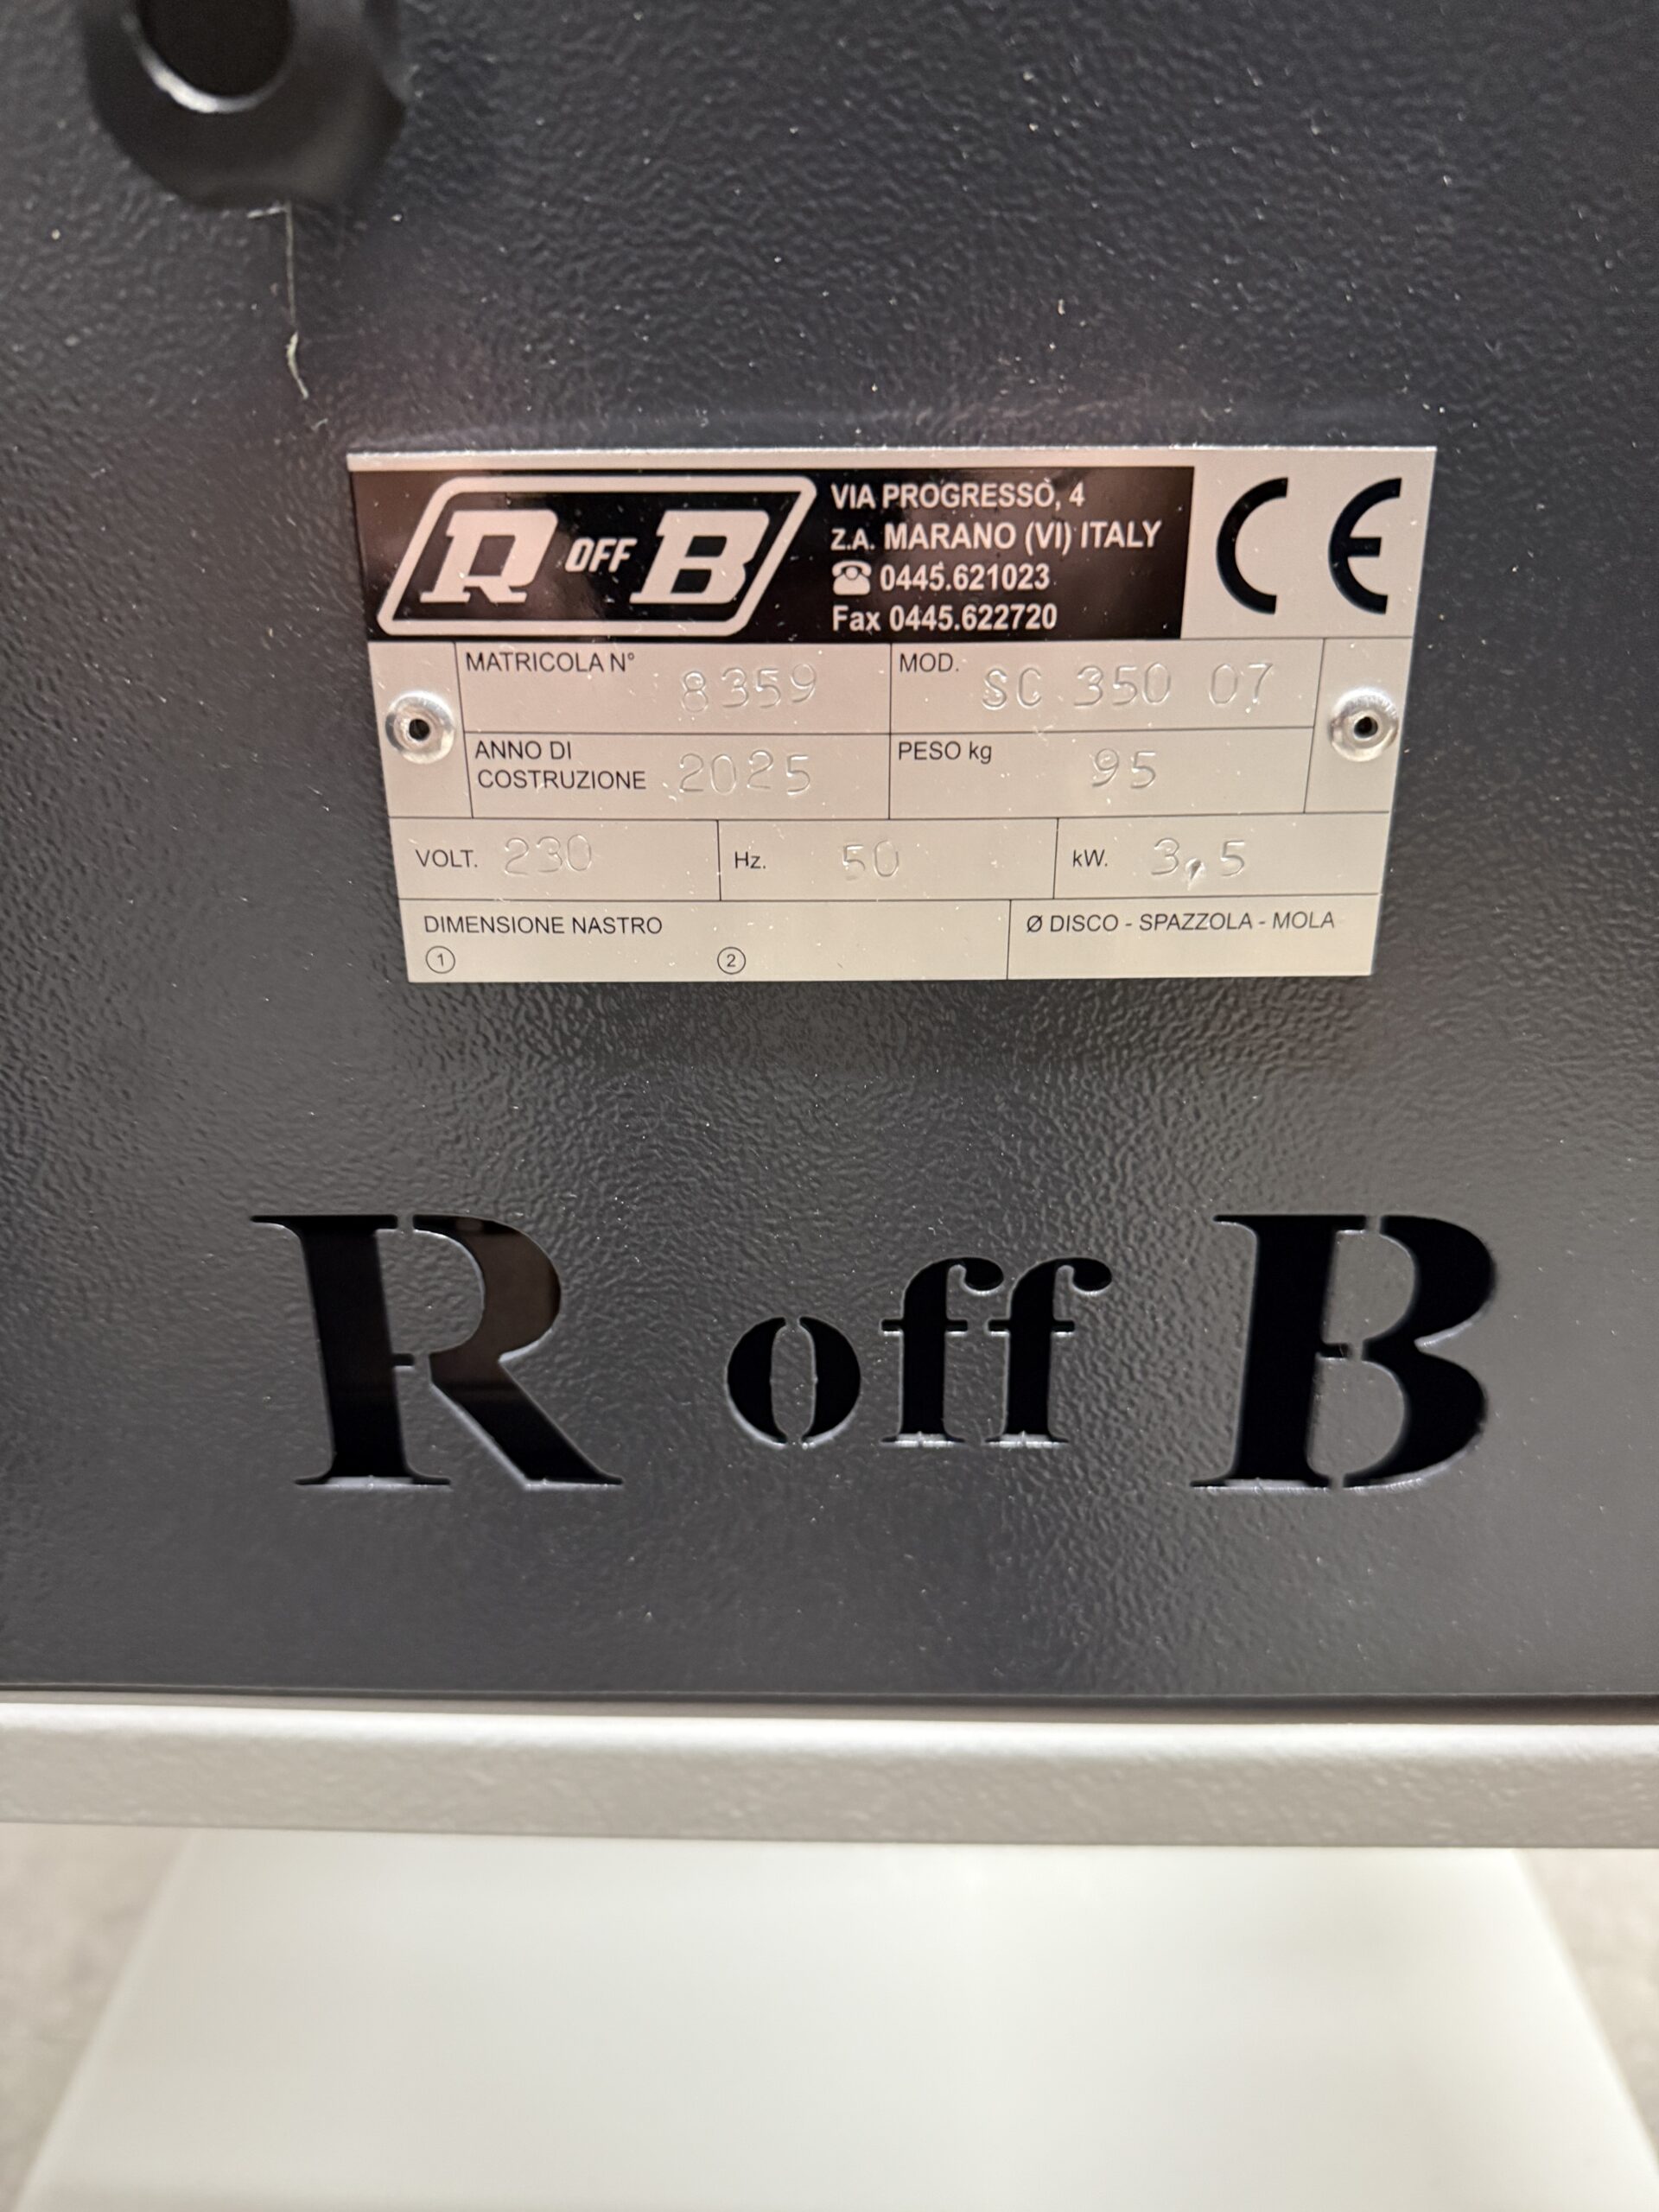 R OFF B
VIA PROGRESSO, 4
Z.A. MARANO (VI) ITALY
☎ 0445.621023
Fax 0445.622720
CE
MATRICOLA N° 8359
MOD. SC 350 07
ANNO DI
COSTRUZIONE 2025
PESO kg 95
VOLT. 230
Hz. 50
kW. 3,5
DIMENSIONE NASTRO
① ②
Ø DISCO - SPAZZOLA - MOLA
R off B